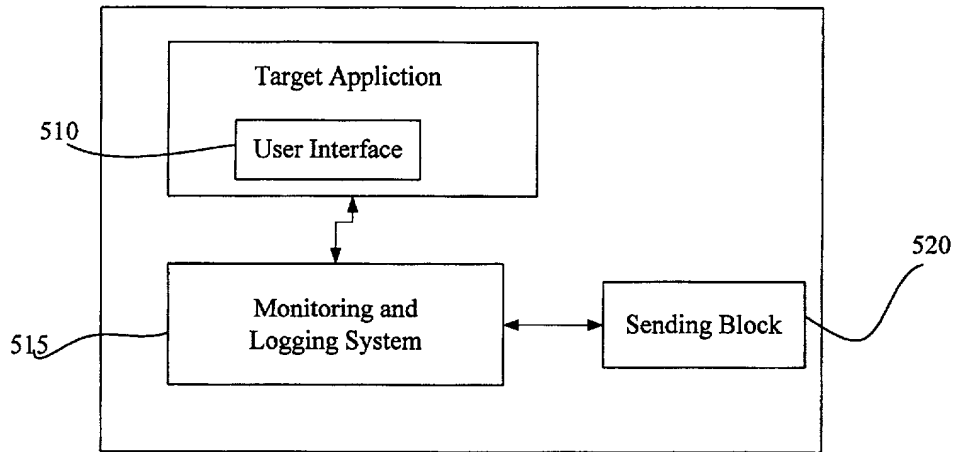 Target Appliction
510
User Interface
520
Monitoring and
Logging System
Sending Block
515